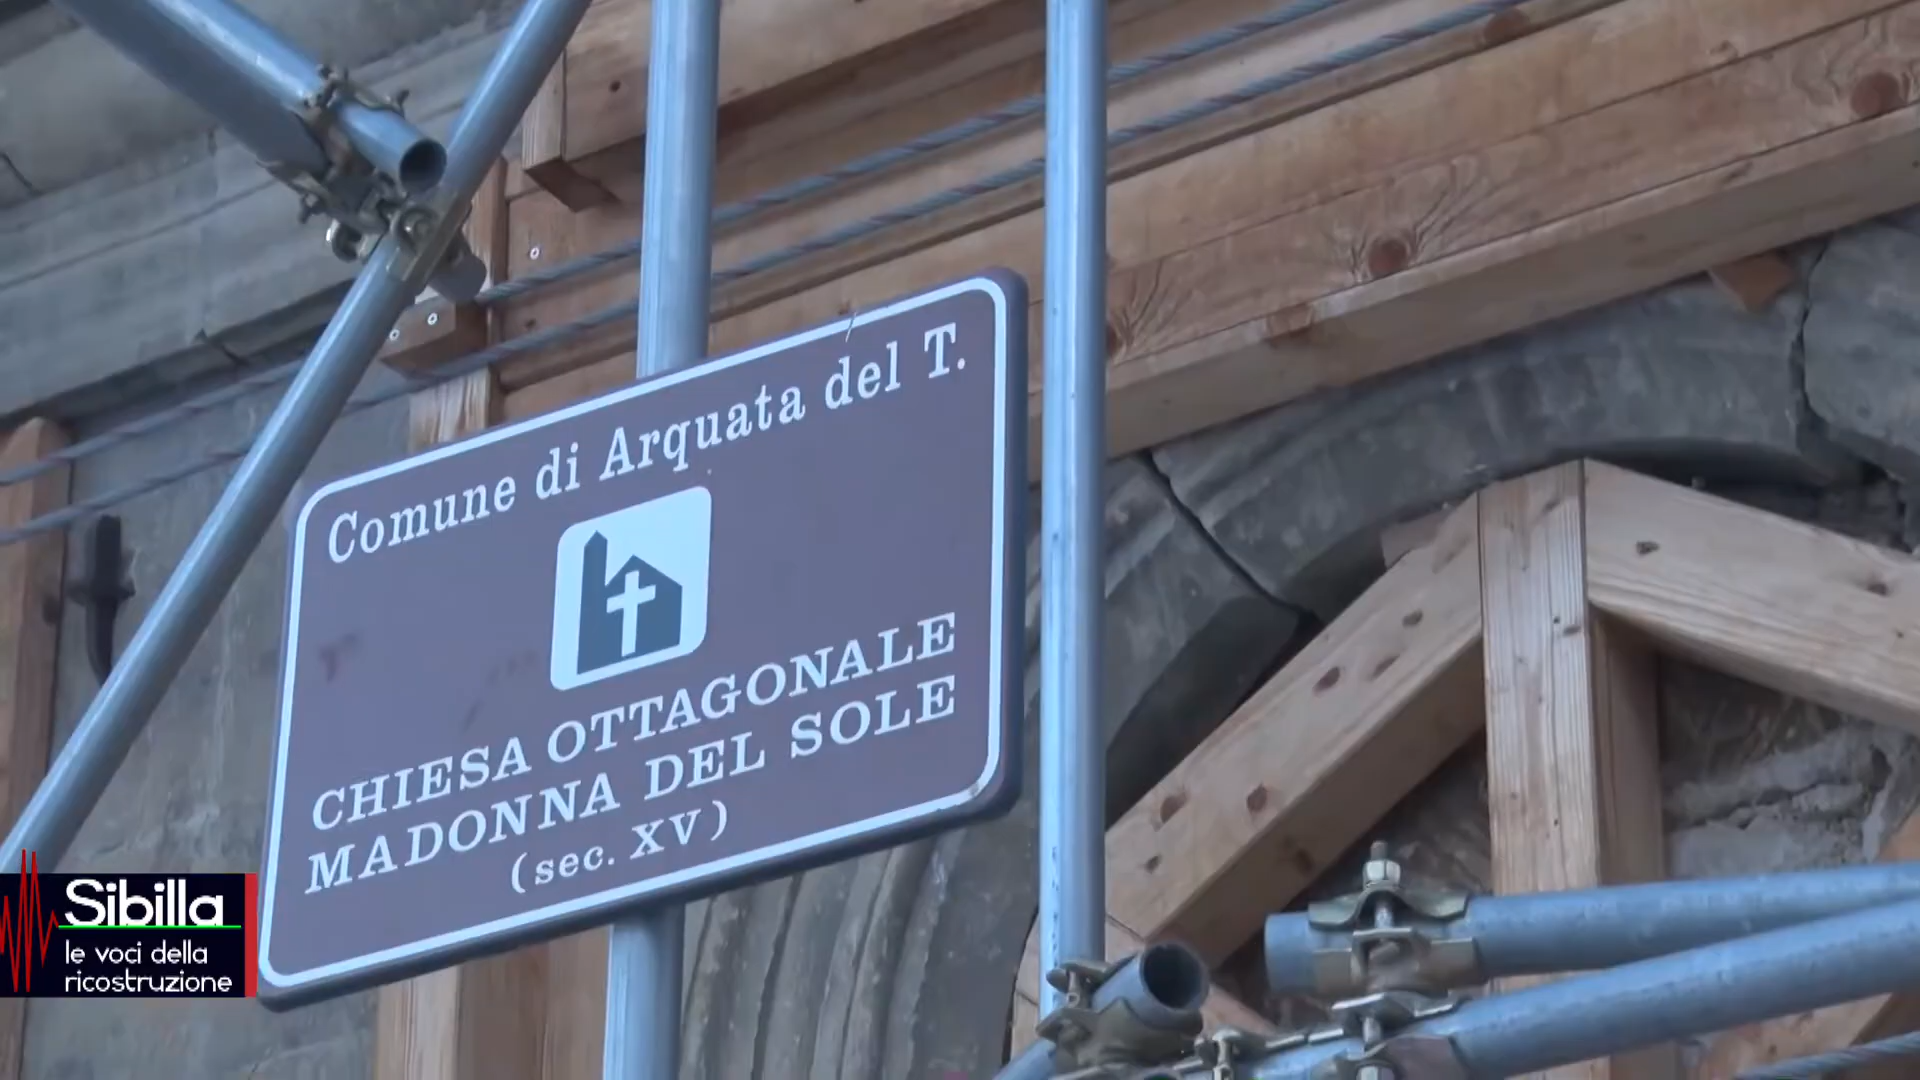 Comune di Arquata del T.
CHIESA OTTAGONALE
MADONNA DEL SOLE
(sec. XV)
Sibilla
le voci della
ricostruzione